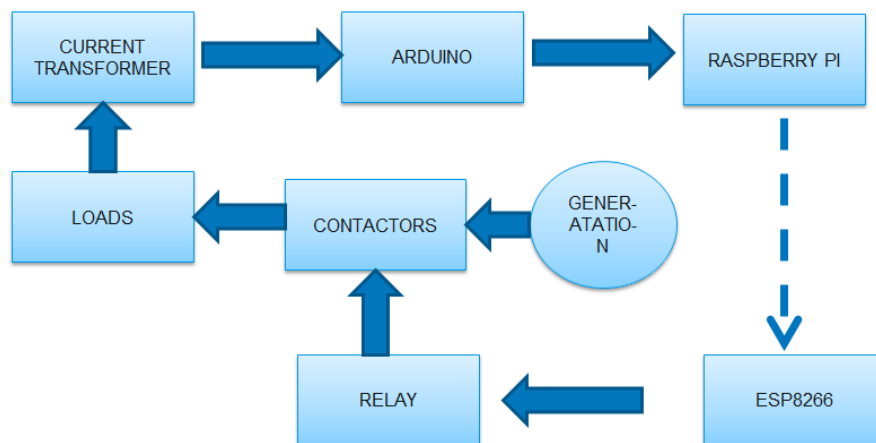 CURRENT
TRANSFORMER
ARDUINO
RASPBERRY PI
LOADS
CONTACTORS
GENER-
ATATIO-
N
RELAY
ESP8266